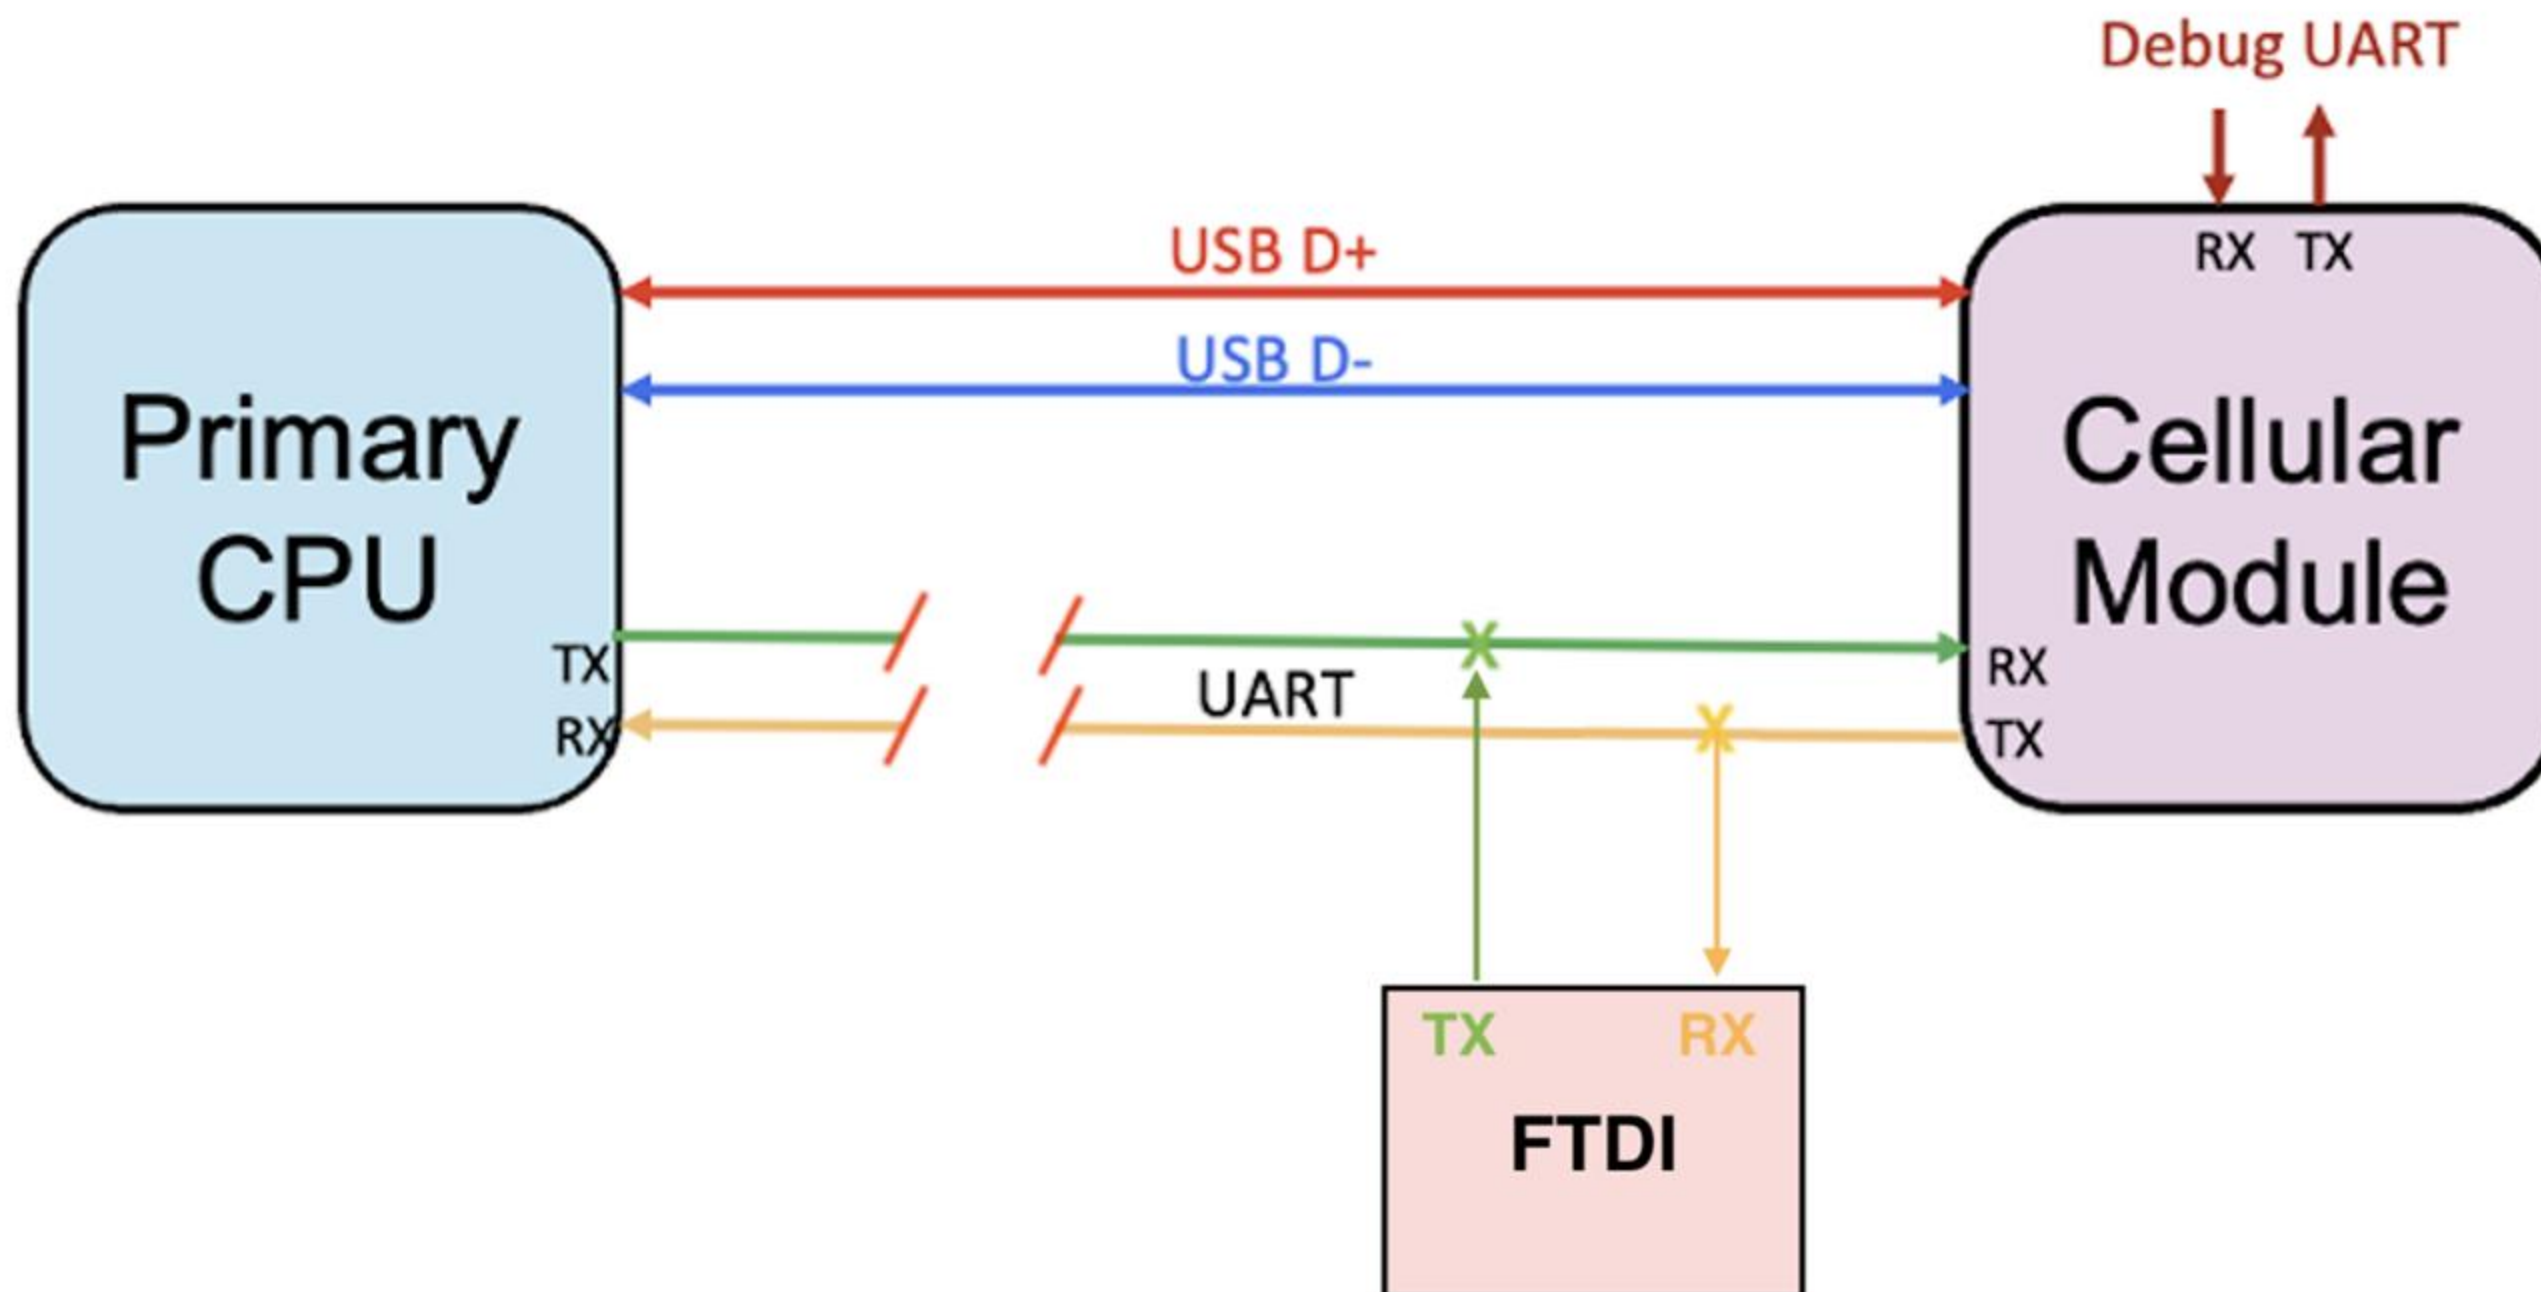 Debug UART
RX TX
USB D+
USB D-
Primary
CPU
Cellular
Module
TX
RX
UART
X
X
RX
TX
TX RX
FTDI